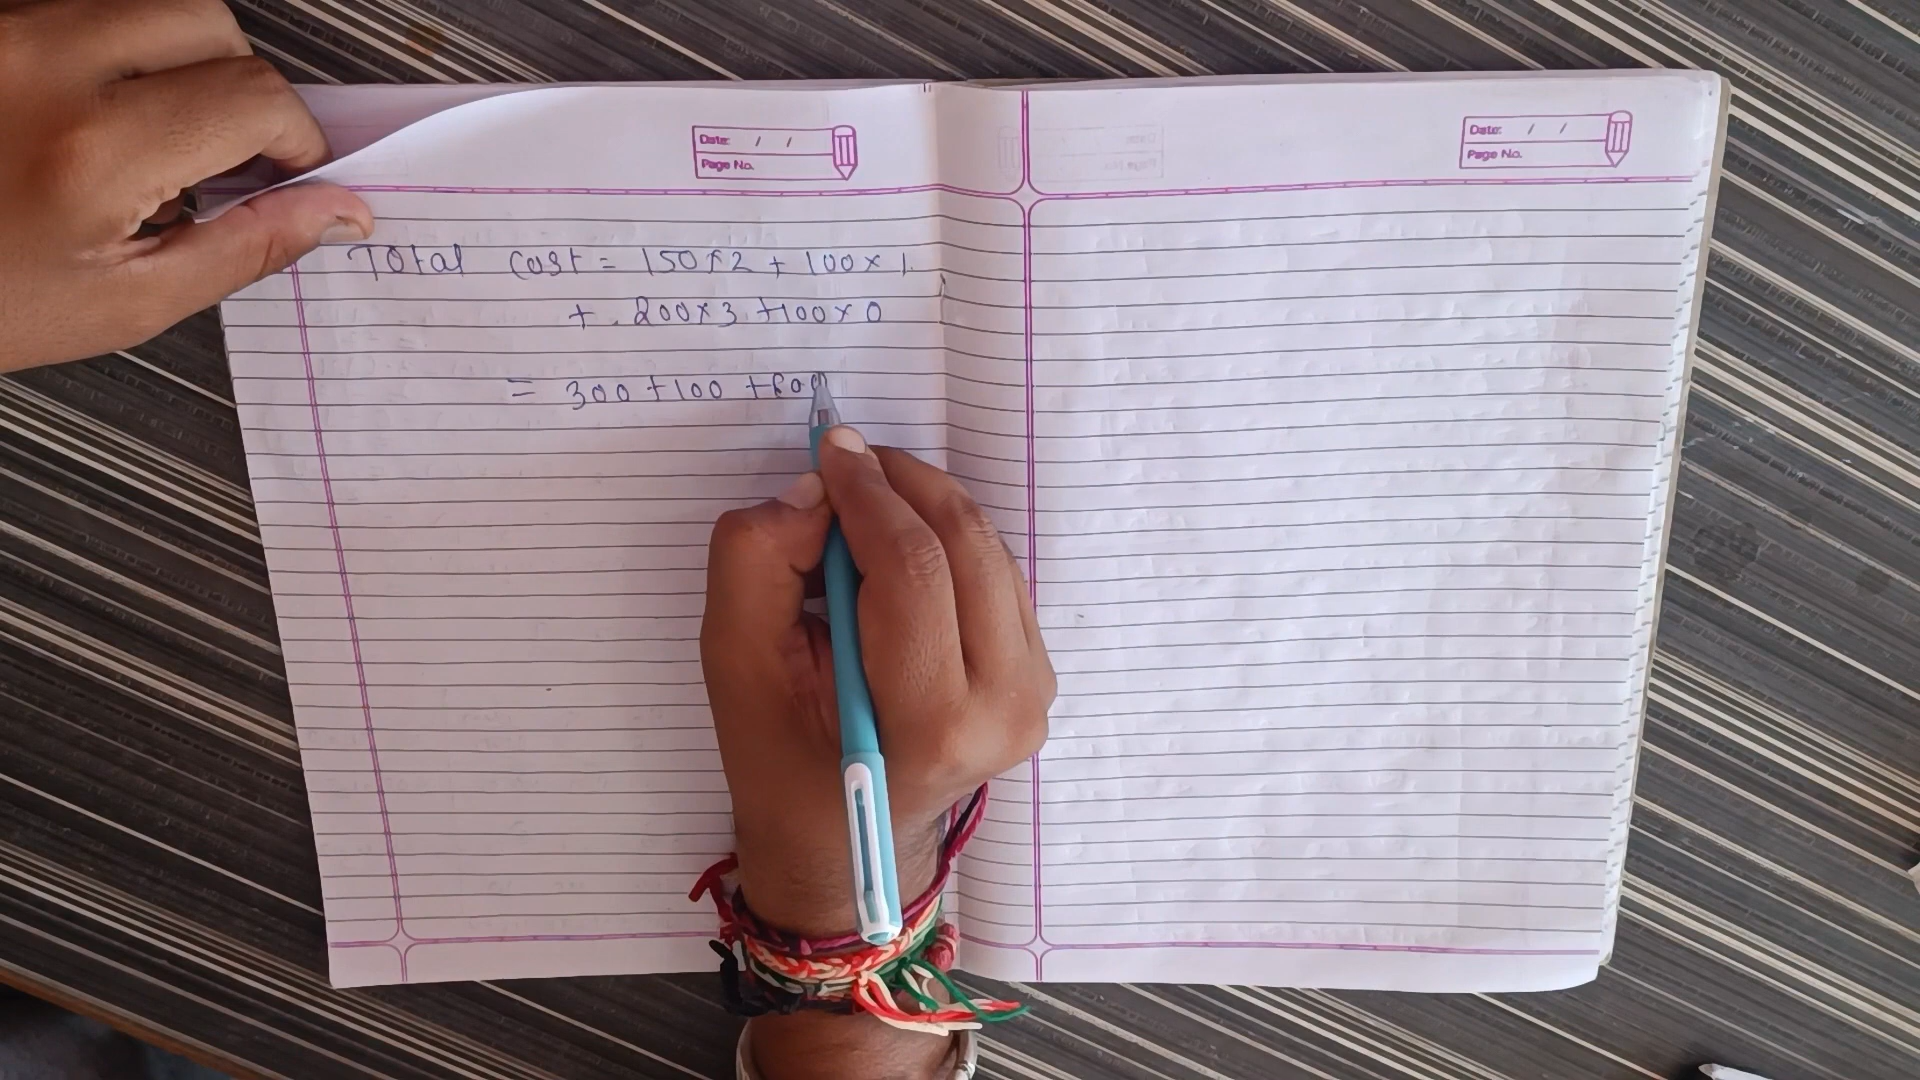 Date: / /
Page No.
Date: / /
Page No.
Total cost = 150×2 + 100×1
+ 200×3 +100×0
= 300+100 +600